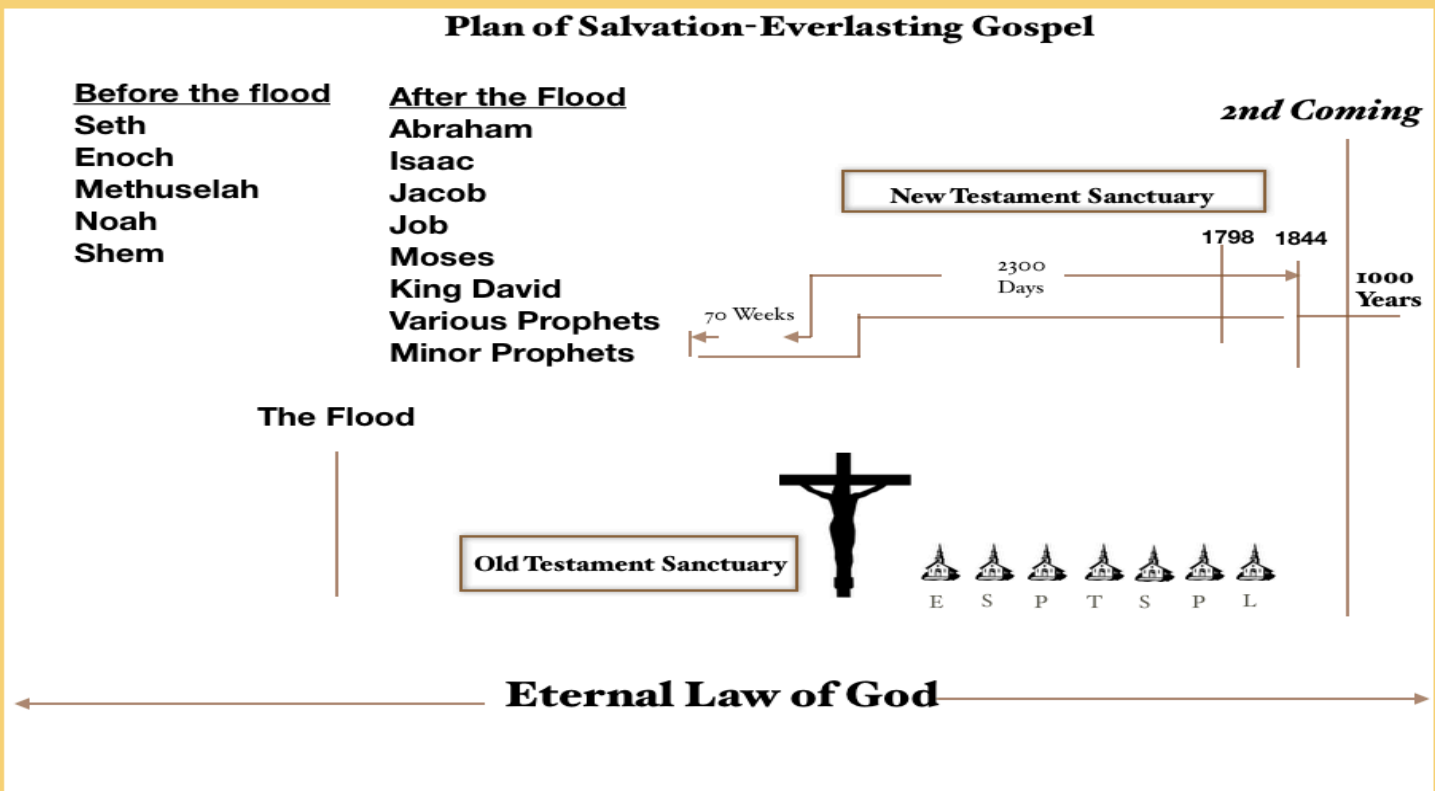 Plan of Salvation-Everlasting Gospel
Before the flood
Seth
Enoch
Methuselah
Noah
Shem
After the Flood
Abraham
Isaac
Jacob
Job
Moses
King David
Various Prophets
Minor Prophets
2nd Coming
New Testament Sanctuary
1798 1844
2300
Days
70 Weeks
1000
Years
The Flood
Old Testament Sanctuary
E S P T S P L
Eternal Law of God